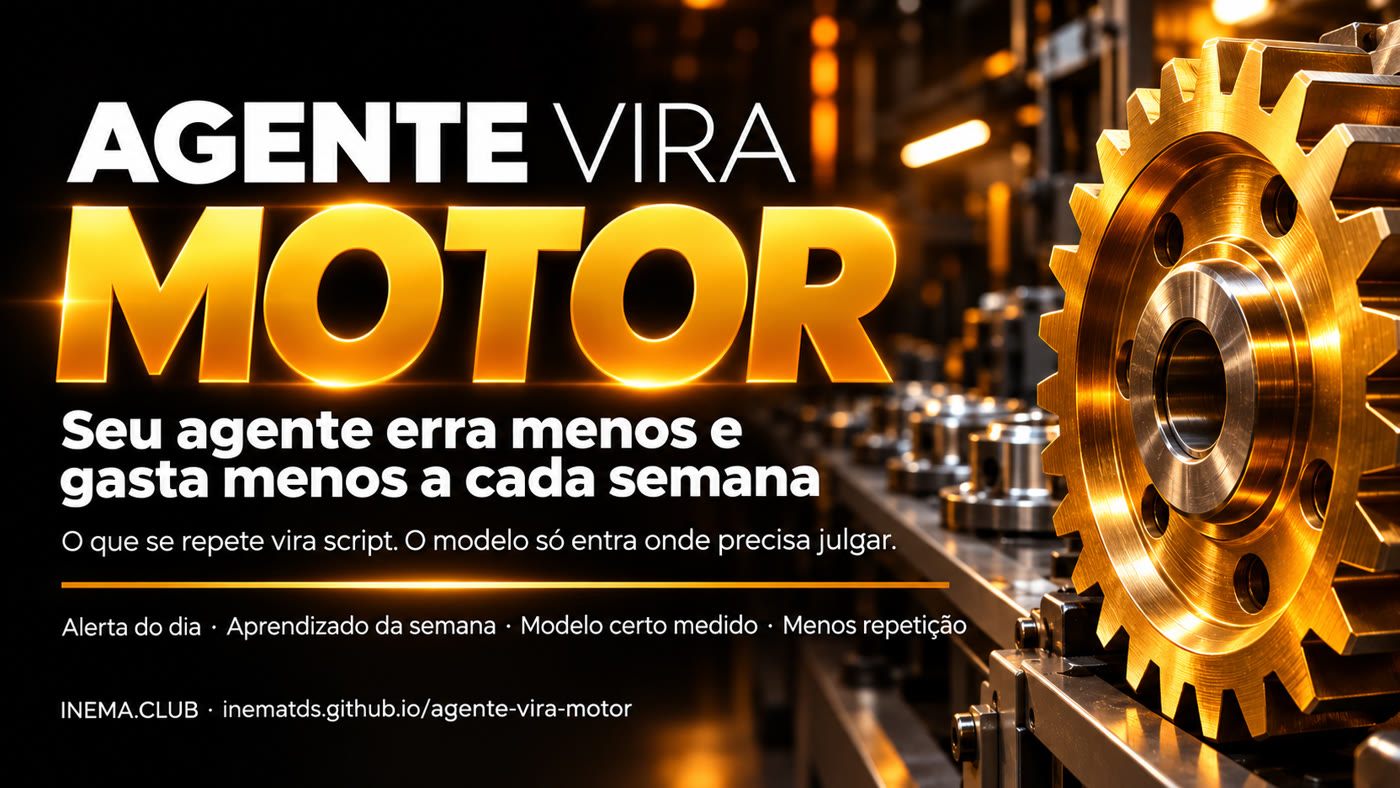 AGENTE VIRA
MOTOR
Seu agente erra menos e
gasta menos a cada semana
O que se repete vira script. O modelo só entra onde precisa julgar.
Alerta do dia · Aprendizado da semana · Modelo certo medido · Menos repetição
INEMA.CLUB · inematds.github.io/agente-vira-motor